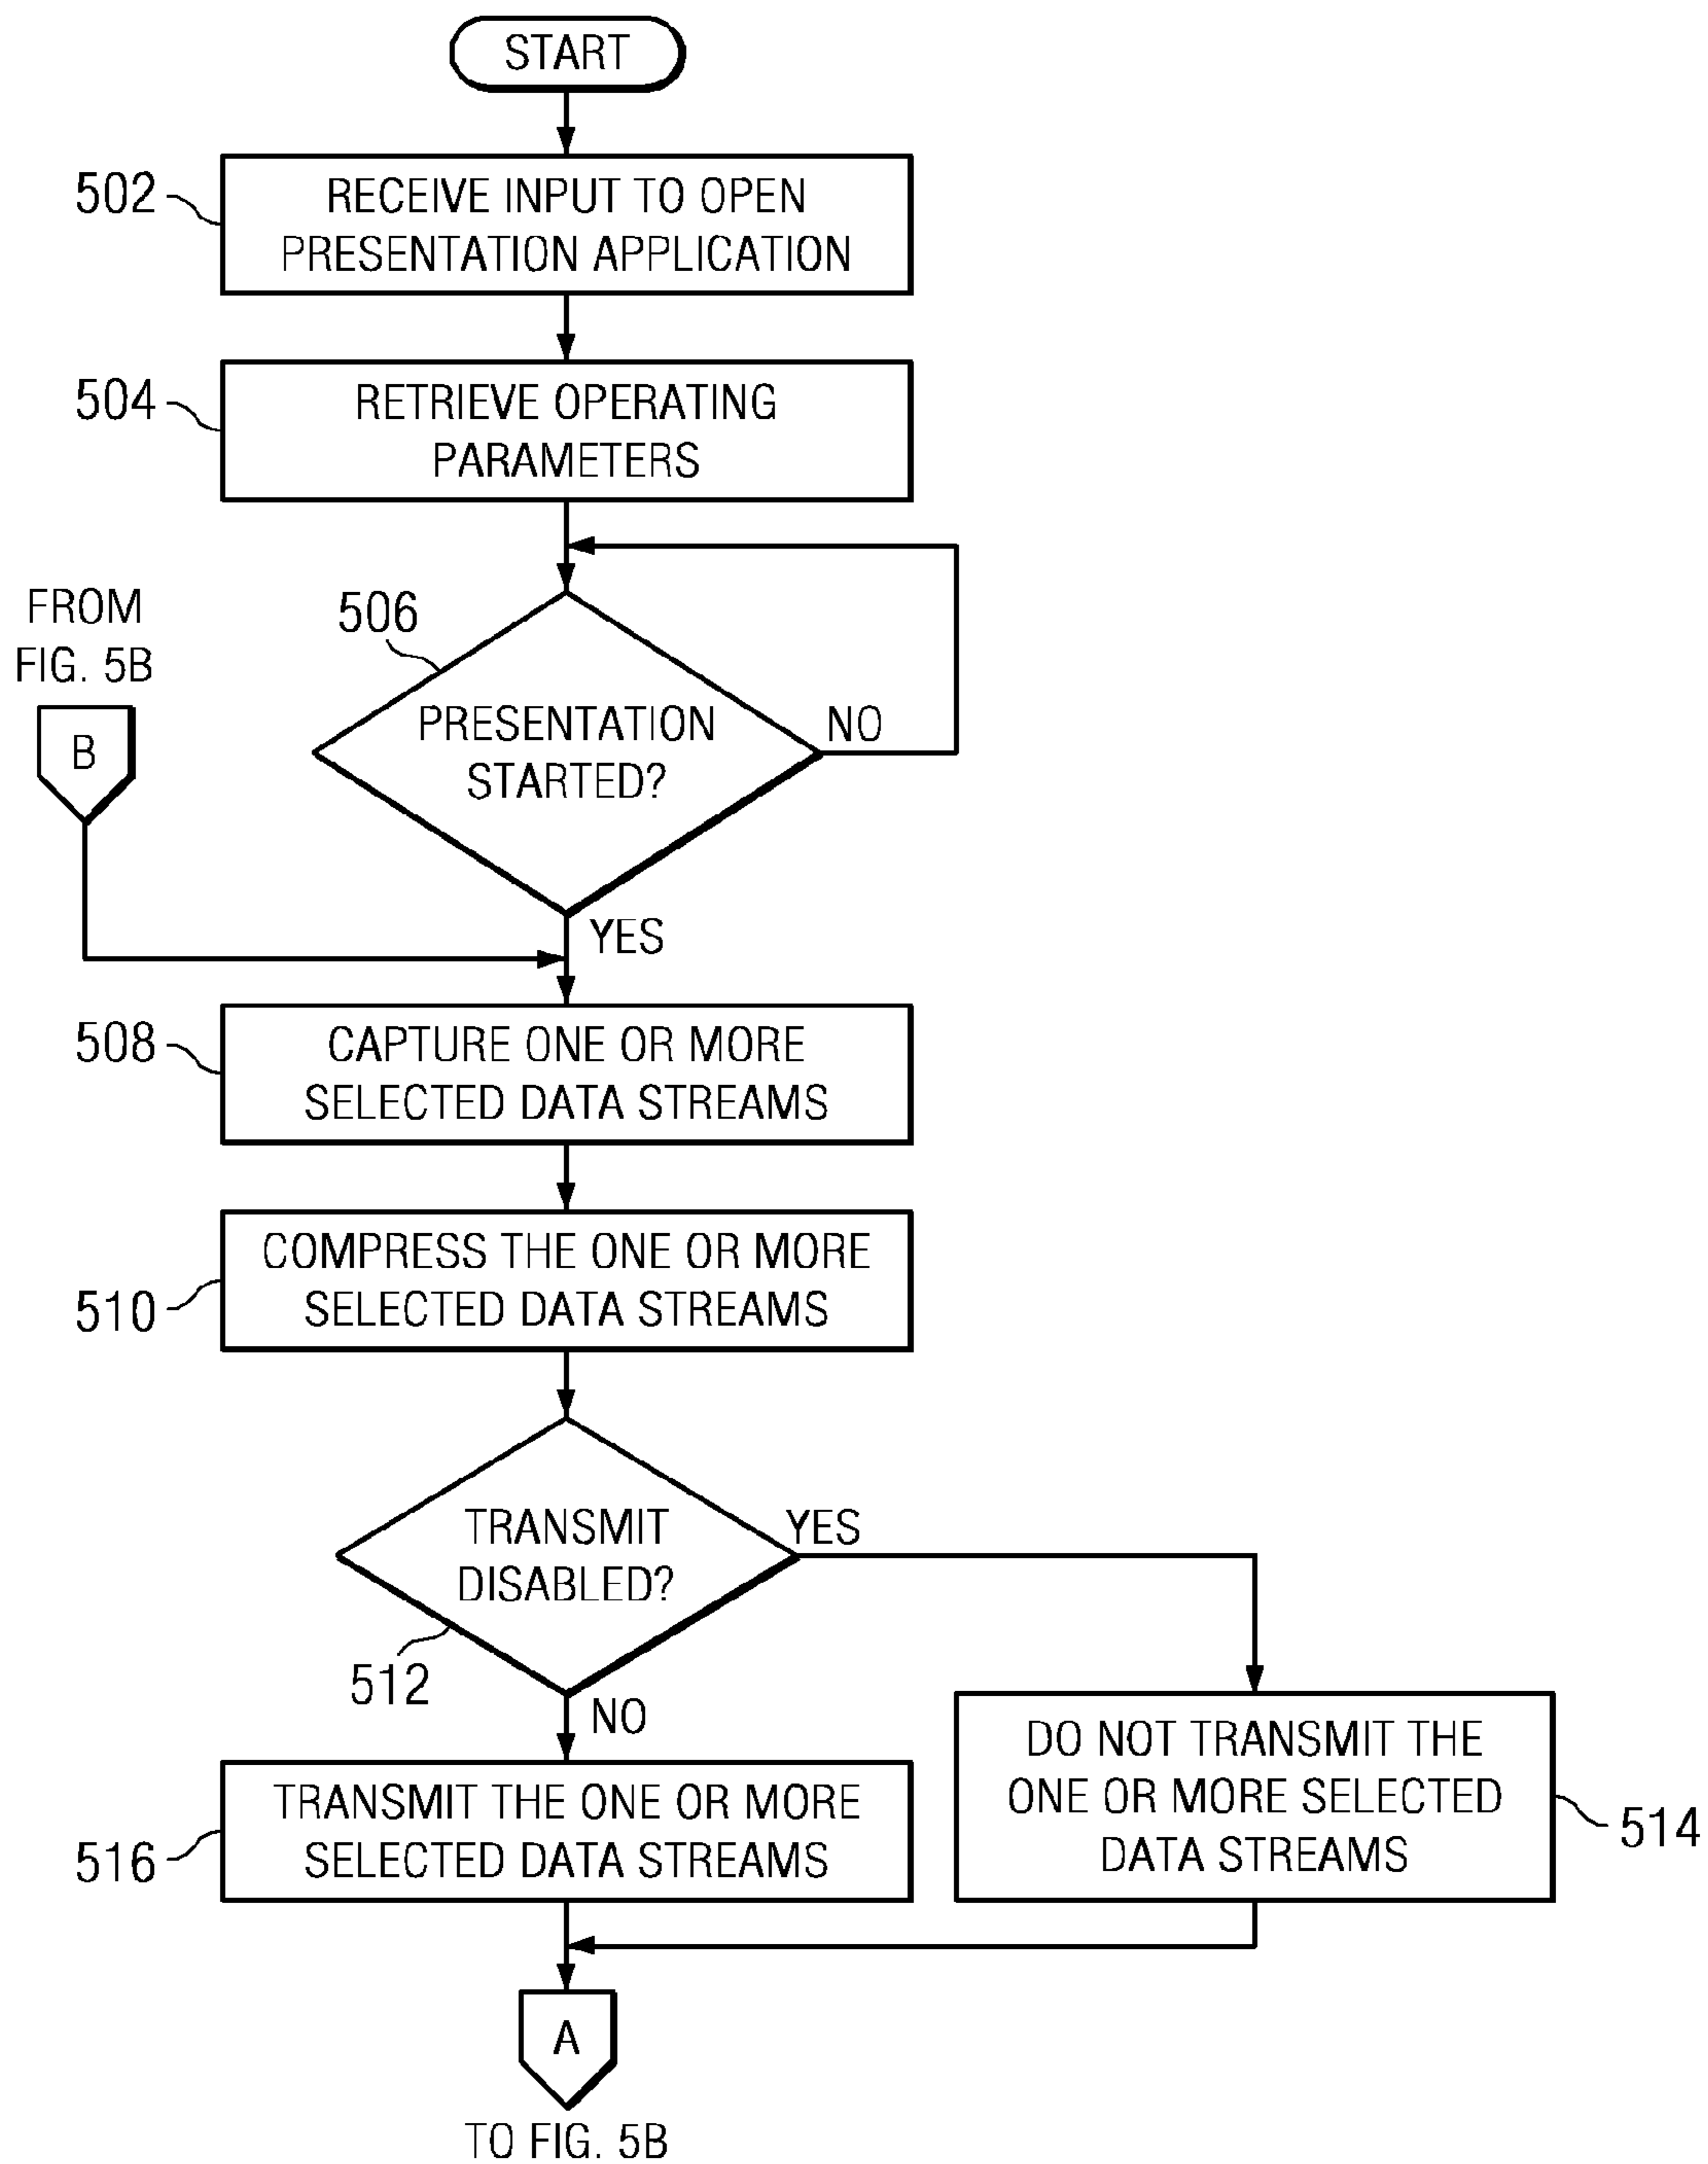 START
502
RECEIVE INPUT TO OPEN
PRESENTATION APPLICATION
504
RETRIEVE OPERATING
PARAMETERS
FROM
FIG. 5B
B
506
PRESENTATION
STARTED?
NO
YES
508
CAPTURE ONE OR MORE
SELECTED DATA STREAMS
510
COMPRESS THE ONE OR MORE
SELECTED DATA STREAMS
TRANSMIT
DISABLED?
YES
512
NO
516
TRANSMIT THE ONE OR MORE
SELECTED DATA STREAMS
DO NOT TRANSMIT THE
ONE OR MORE SELECTED
DATA STREAMS
514
A
TO FIG. 5B